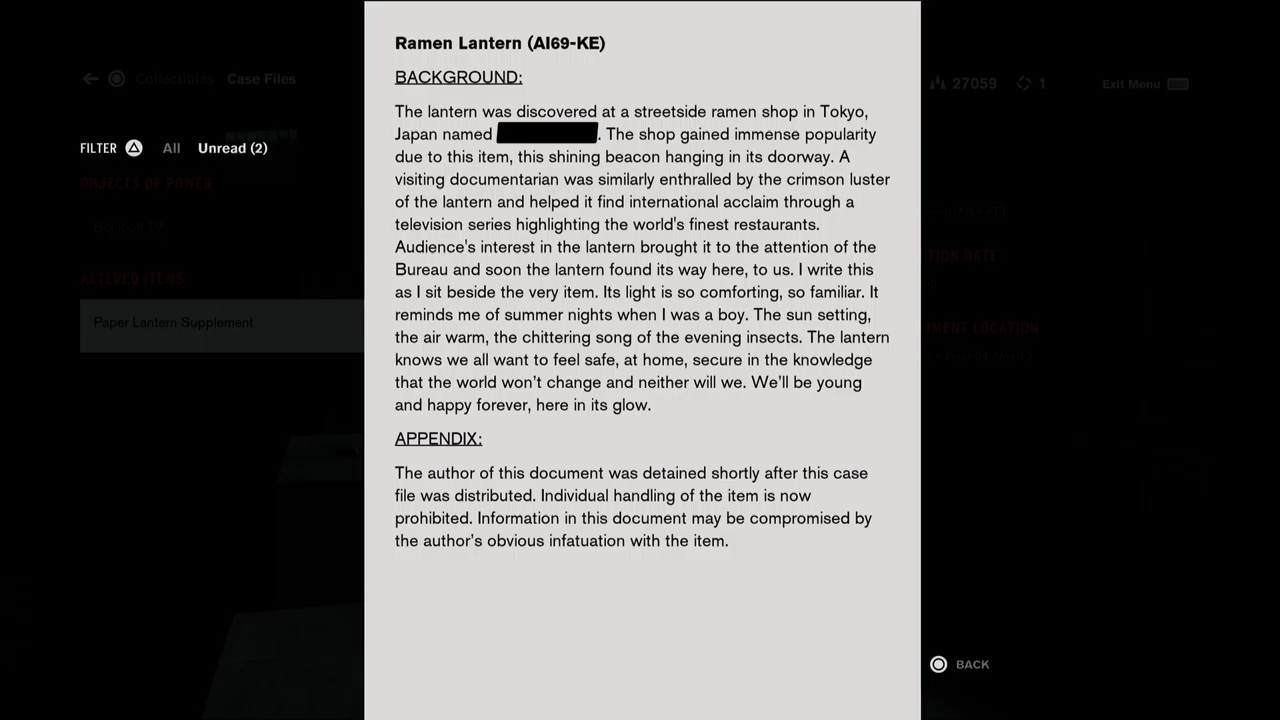 Ramen Lantern (AI69-KE)
BACKGROUND:
The lantern was discovered at a streetside ramen shop in Tokyo,
Japan named . The shop gained immense popularity
due to this item, this shining beacon hanging in its doorway. A
visiting documentarian was similarly enthralled by the crimson luster
of the lantern and helped it find international acclaim through a
television series highlighting the world's finest restaurants.
Audience's interest in the lantern brought it to the attention of the
Bureau and soon the lantern found its way here, to us. I write this
as I sit beside the very item. Its light is so comforting, so familiar. It
reminds me of summer nights when I was a boy. The sun setting,
the air warm, the chittering song of the evening insects. The lantern
knows we all want to feel safe, at home, secure in the knowledge
that the world won't change and neither will we. We'll be young
and happy forever, here in its glow.
APPENDIX:
The author of this document was detained shortly after this case
file was distributed. Individual handling of the item is now
prohibited. Information in this document may be compromised by
the author's obvious infatuation with the item.
Collectibles Case Files
FILTER All Unread (2)
OBJECTS OF POWER
Benicoff TV
ALTERED ITEMS
Paper Lantern Supplement
27059 1 Exit Menu
BACK